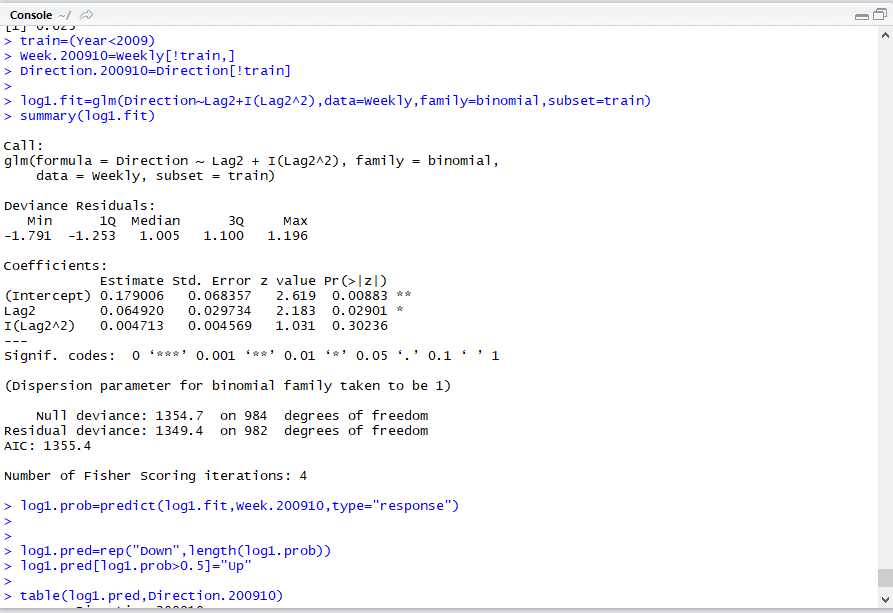 Console ~/
[1] 0.625
> train=(Year<2009)
> Week.200910=Weekly[!train,]
> Direction.200910=Direction[!train]
>
> log1.fit=glm(Direction~Lag2+I(Lag2^2),data=Weekly,family=binomial,subset=train)
> summary(log1.fit)
Call:
glm(formula = Direction ~ Lag2 + I(Lag2^2), family = binomial,
    data = Weekly, subset = train)
Deviance Residuals:
   Min      1Q  Median      3Q     Max
-1.791  -1.253   1.005   1.100   1.196
Coefficients:
            Estimate Std. Error z value Pr(>|z|)
(Intercept) 0.179006   0.068357   2.619  0.00883 **
Lag2        0.064920   0.029734   2.183  0.02901 *
I(Lag2^2)   0.004713   0.004569   1.031  0.30236
---
Signif. codes:  0 ‘***’ 0.001 ‘**’ 0.01 ‘*’ 0.05 ‘.’ 0.1 ‘ ’ 1
(Dispersion parameter for binomial family taken to be 1)
    Null deviance: 1354.7  on 984  degrees of freedom
Residual deviance: 1349.4  on 982  degrees of freedom
AIC: 1355.4
Number of Fisher Scoring iterations: 4
> log1.prob=predict(log1.fit,Week.200910,type="response")
>
>
> log1.pred=rep("Down",length(log1.prob))
> log1.pred[log1.prob>0.5]="Up"
>
> table(log1.pred,Direction.200910)